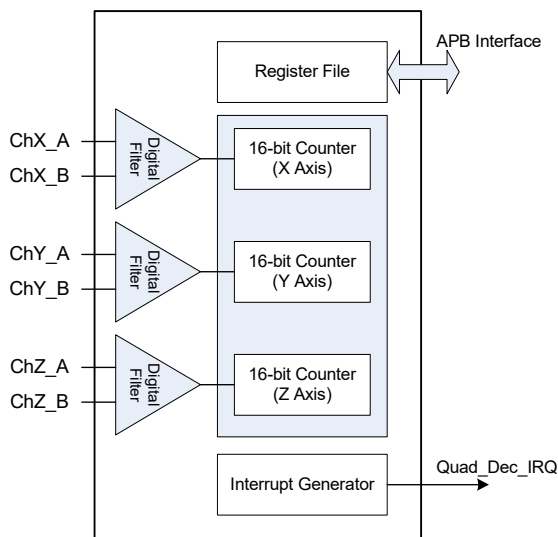 APB Interface
Register File
ChX_A
ChX_B
Digital
Filter
16-bit Counter
(X Axis)
ChY_A
ChY_B
Digital
Filter
16-bit Counter
(Y Axis)
ChZ_A
ChZ_B
Digital
Filter
16-bit Counter
(Z Axis)
Quad_Dec_IRQ
Interrupt Generator